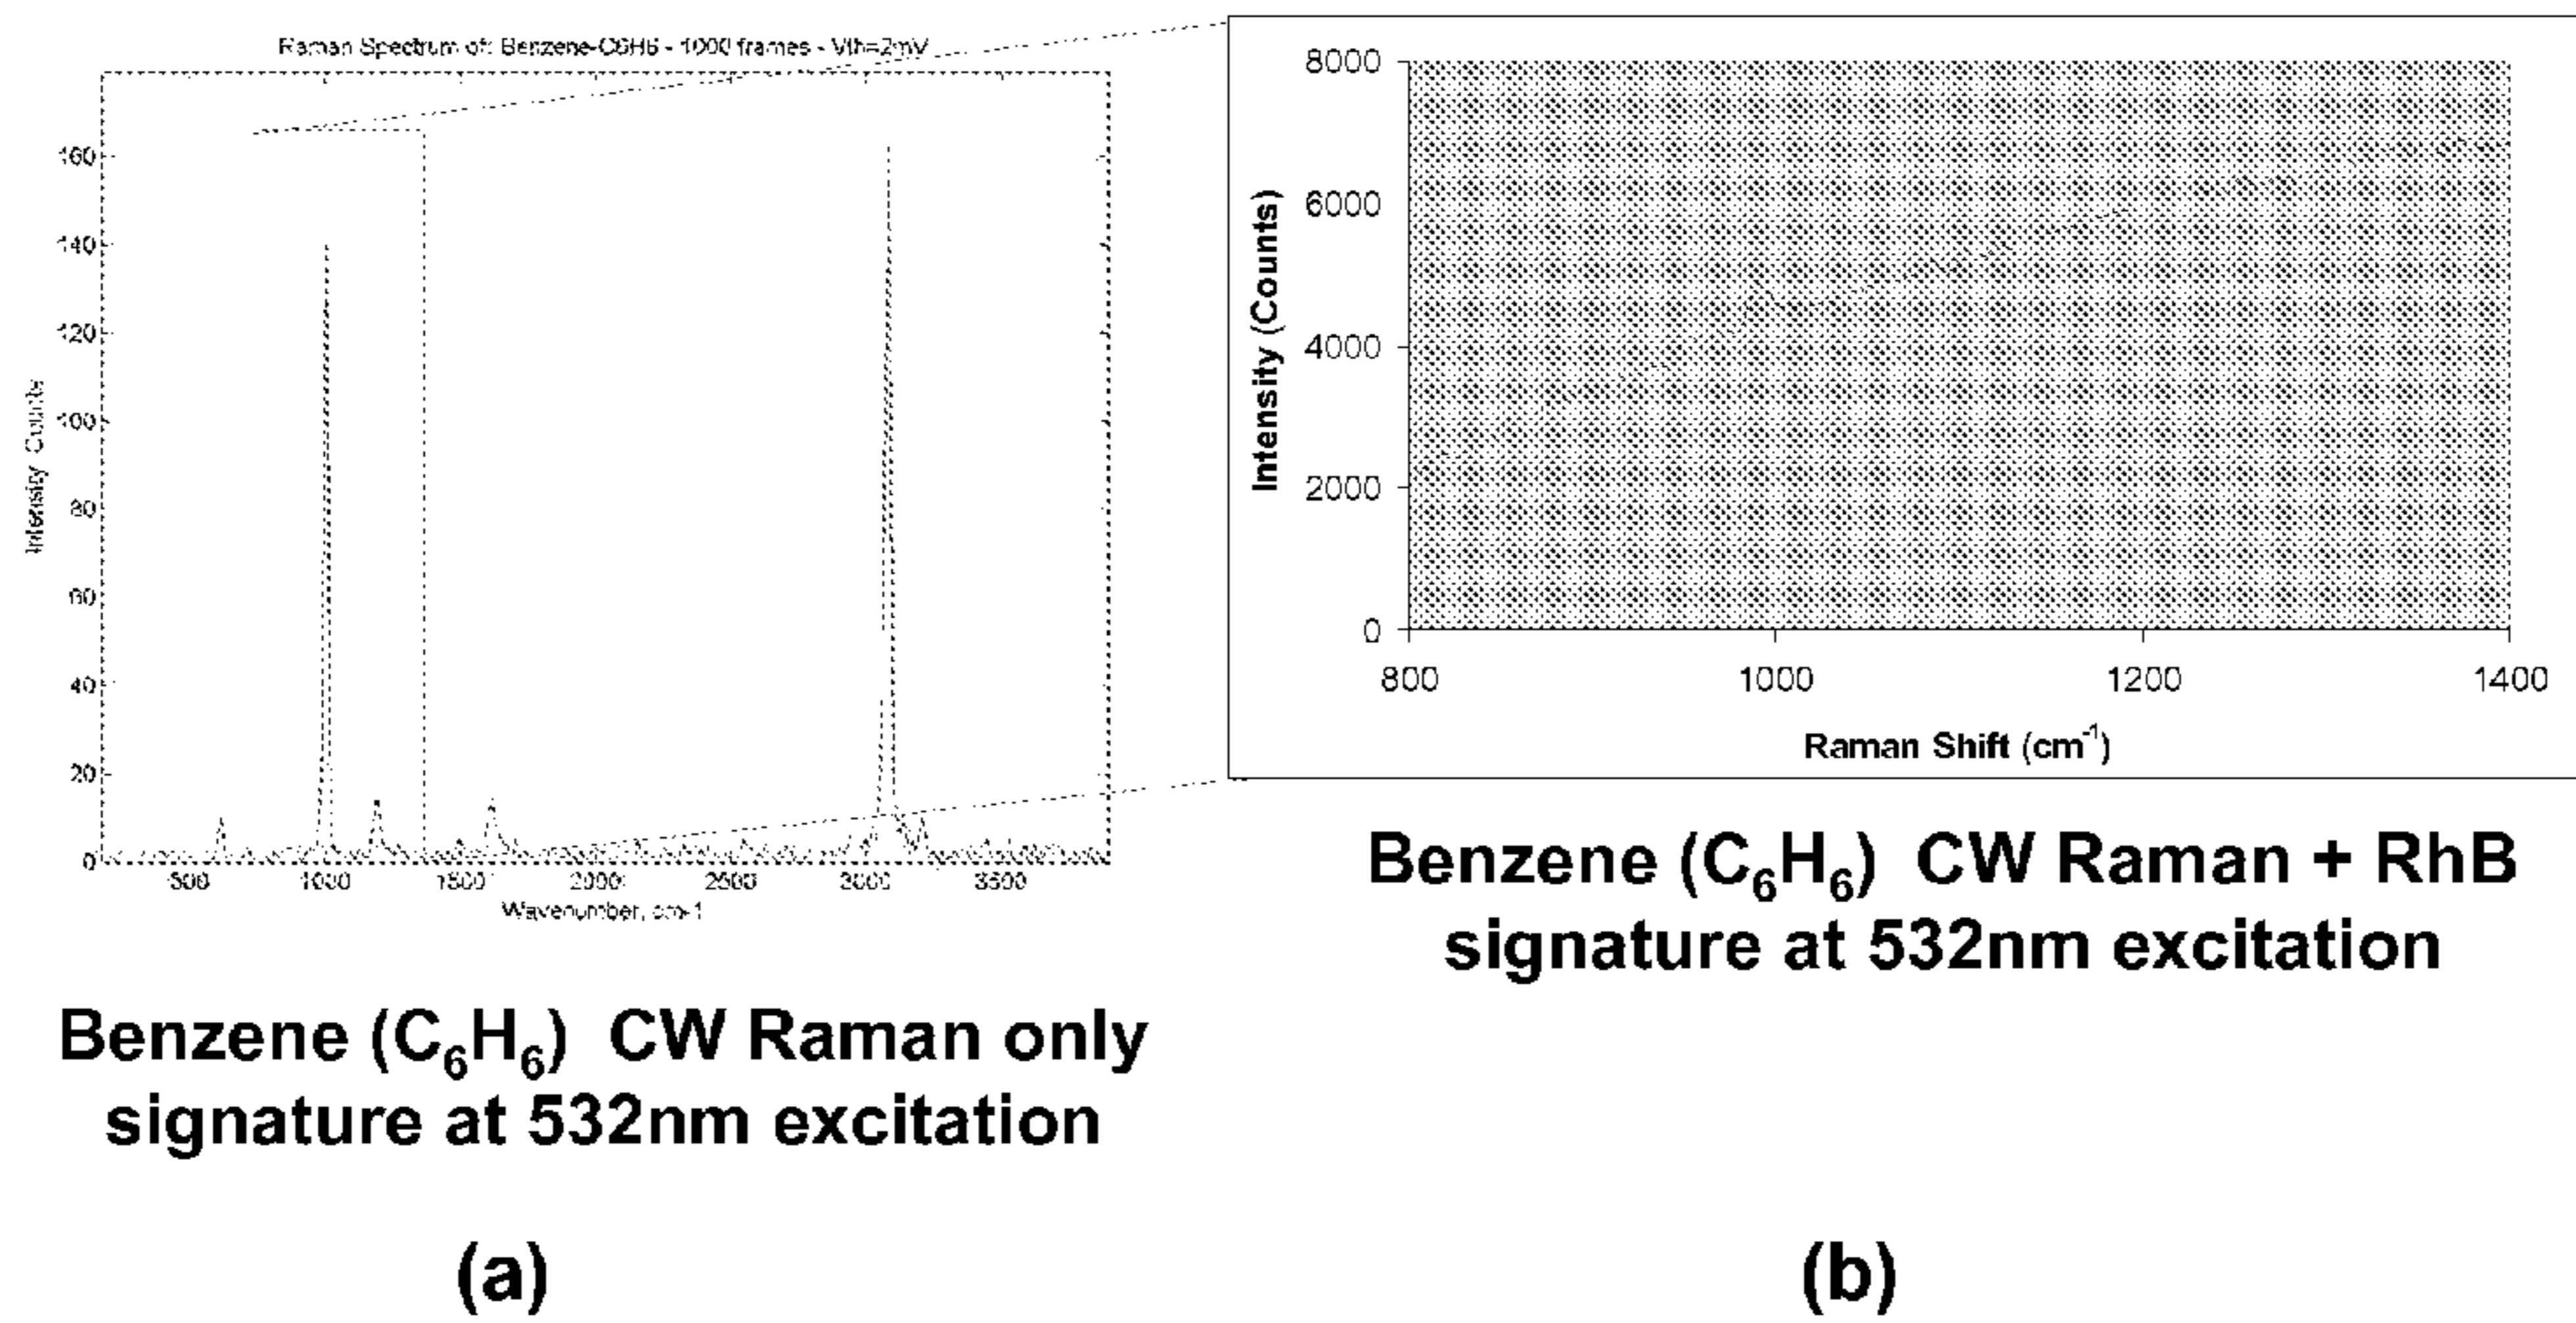 Raman Spectrum of: Benzene-C6H6 - 1000 frames - Vth=2mV
160
140
120
100
80
60
40
20
0
Intensity Counts
500 1000 1500 2000 2500 3000 3500
Wavenumber, cm-1
8000
6000
4000
2000
0
Intensity (Counts)
800 1000 1200 1400
Raman Shift (cm⁻¹)
Benzene (C₆H₆) CW Raman + RhB
signature at 532nm excitation
Benzene (C₆H₆) CW Raman only
signature at 532nm excitation
(a)
(b)